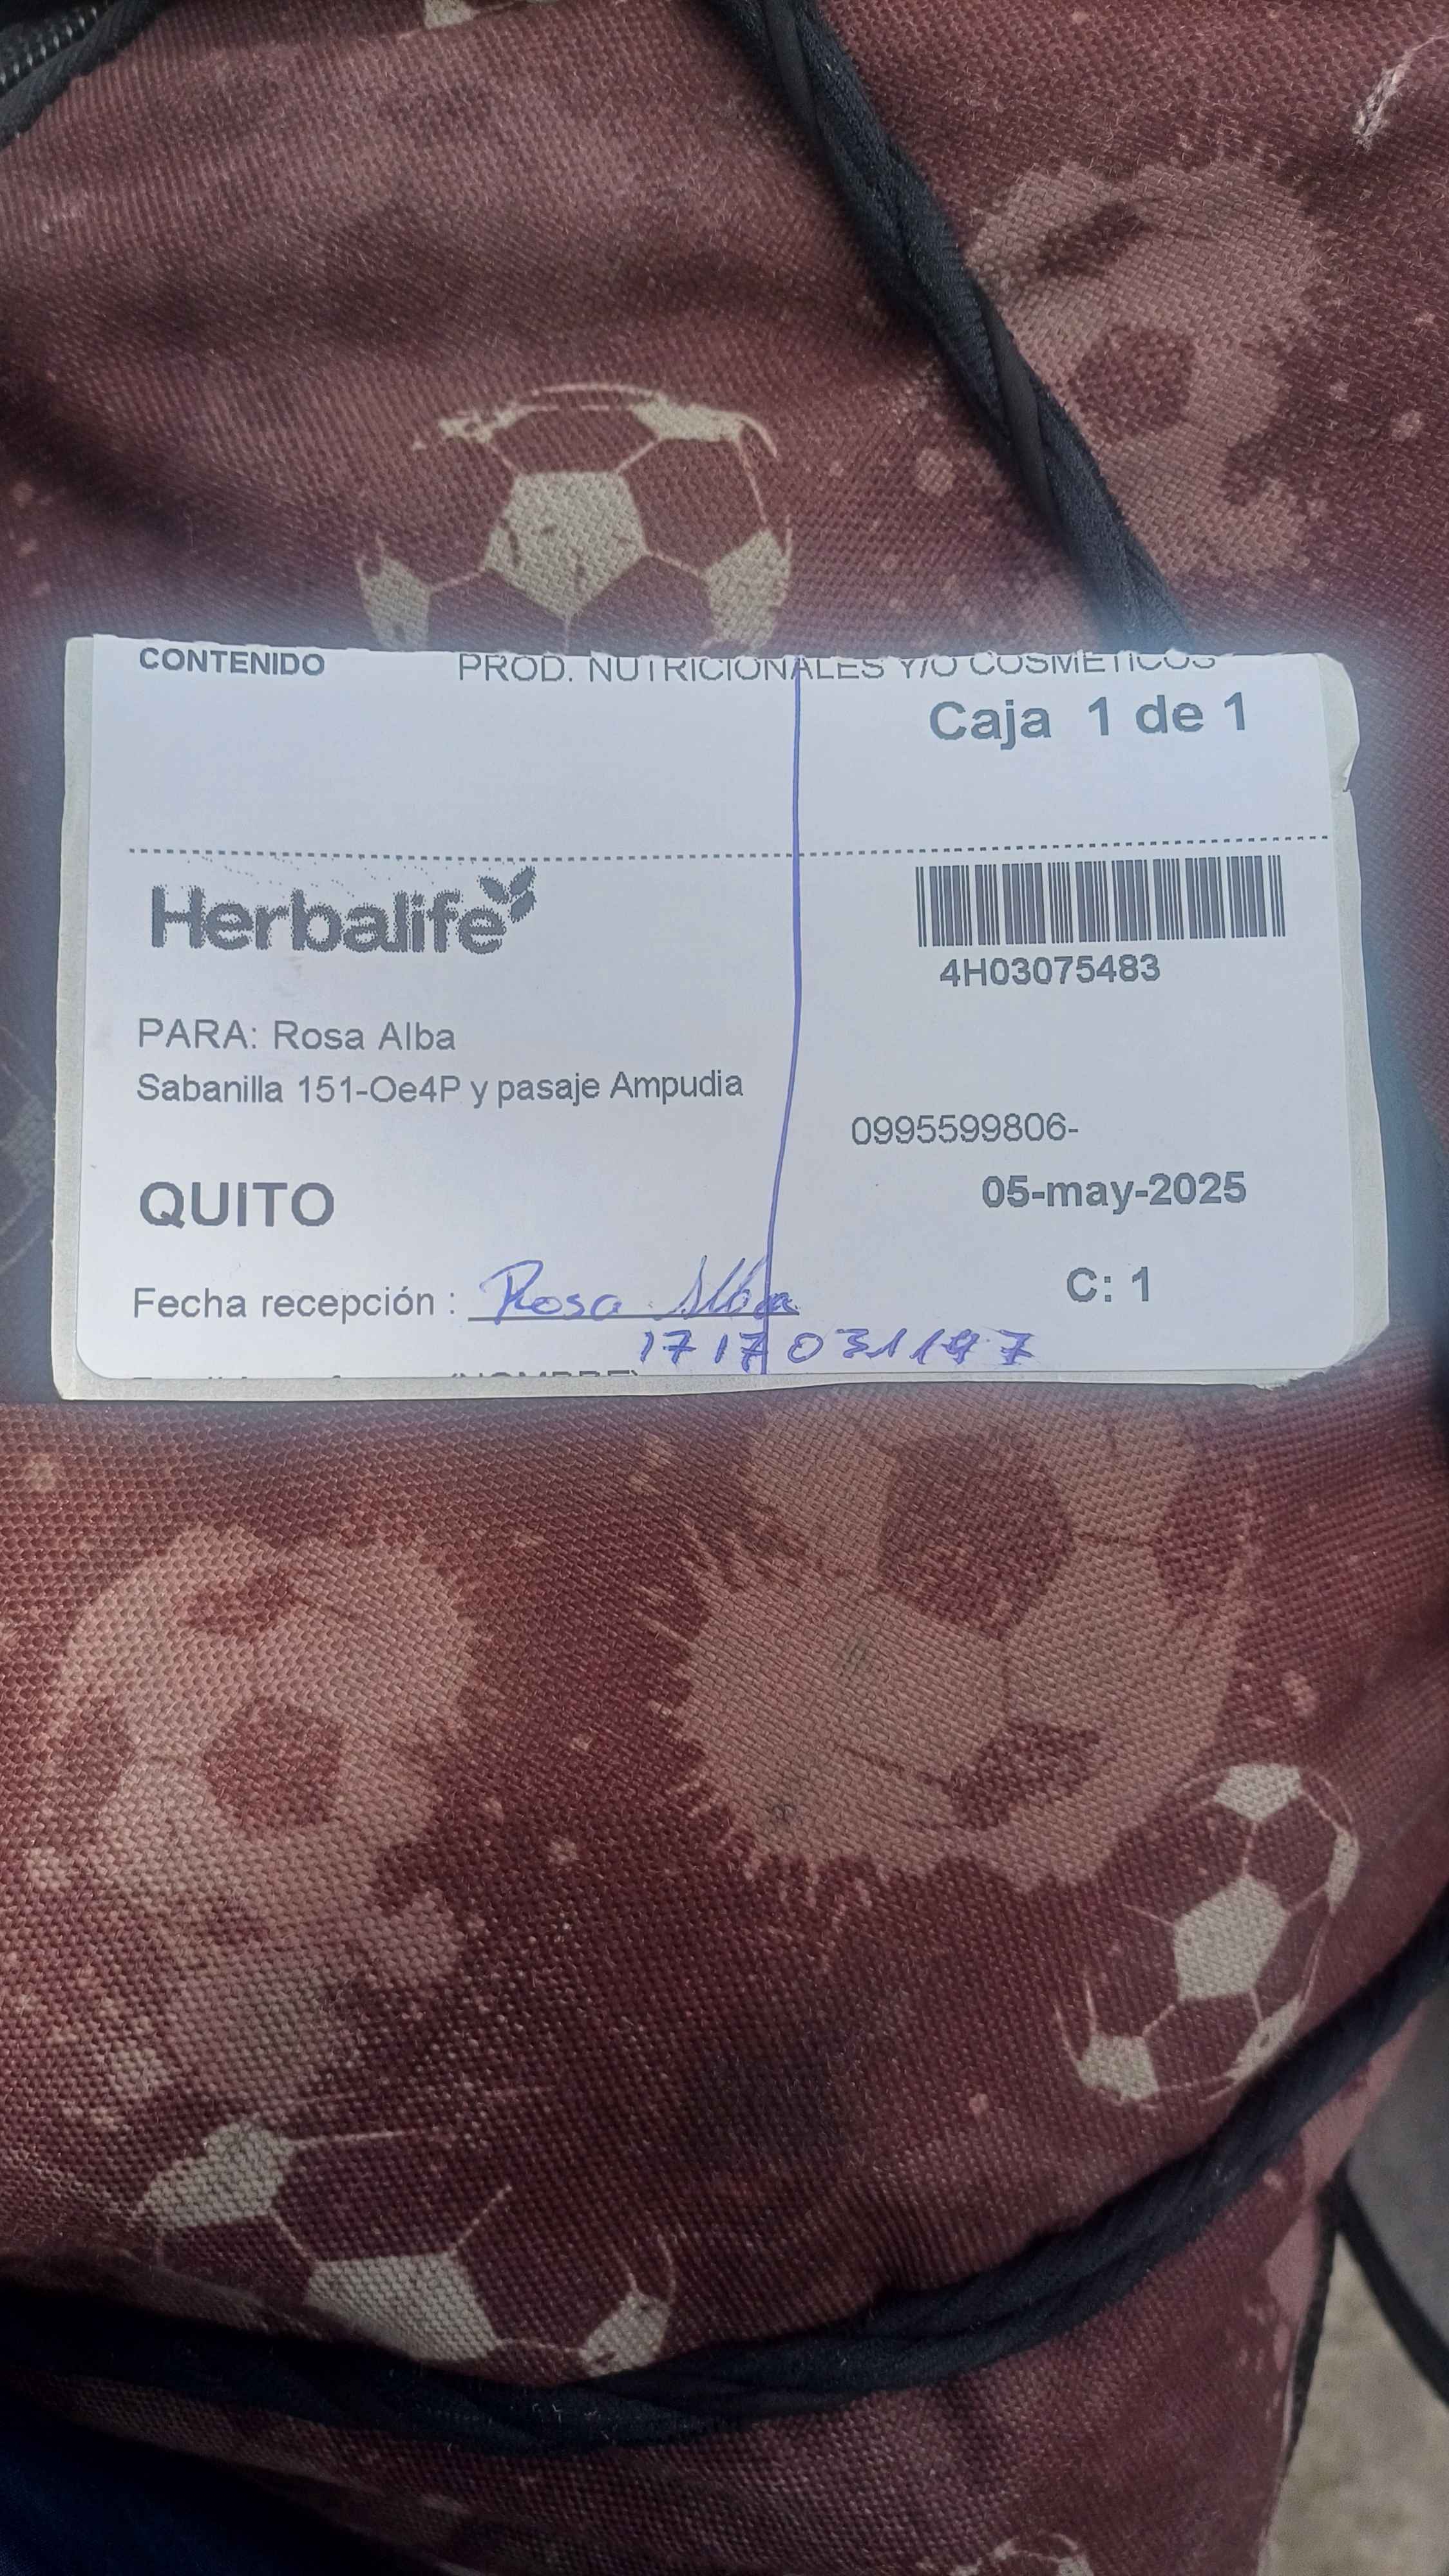 CONTENIDO PROD. NUTRICIONALES Y/O COSMETICOS
Caja 1 de 1
Herbalife
4H03075483
PARA: Rosa Alba
Sabanilla 151-Oe4P y pasaje Ampudia
0995599806-
QUITO
05-may-2025
Fecha recepción : Rosa Alba
C: 1
(NOMBRE)